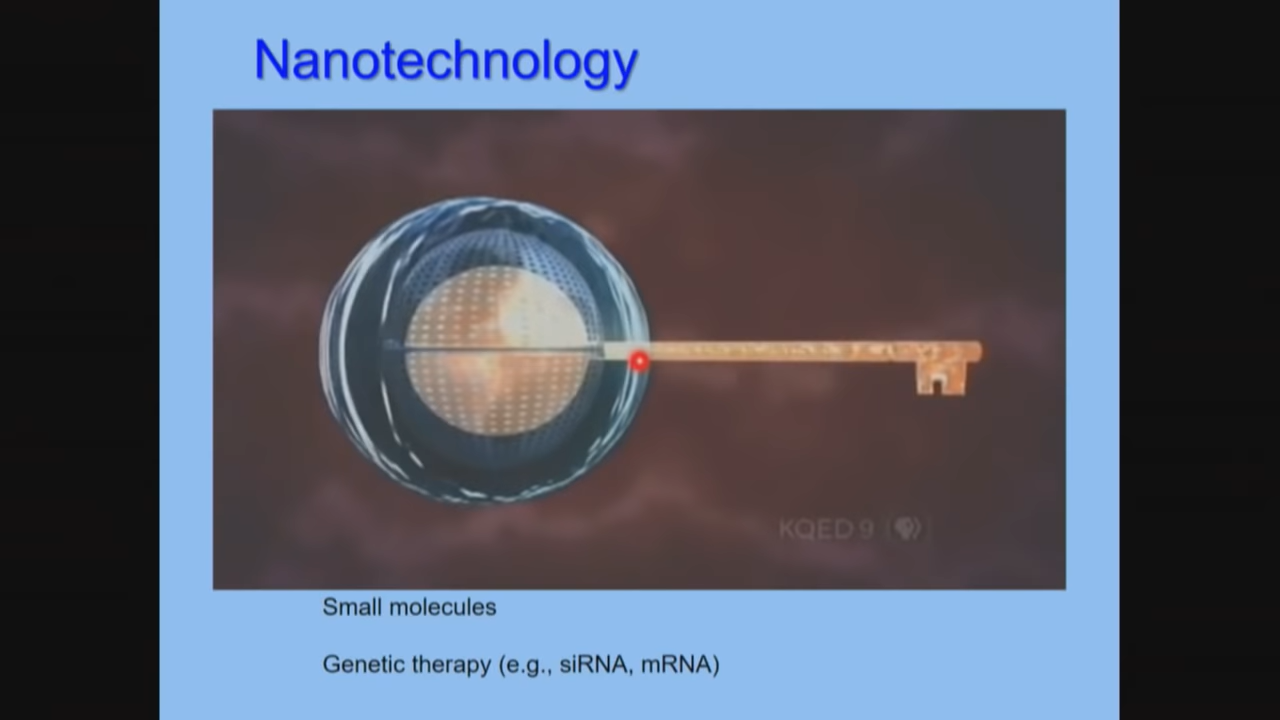 Nanotechnology
KQED 9
Small molecules
Genetic therapy (e.g., siRNA, mRNA)